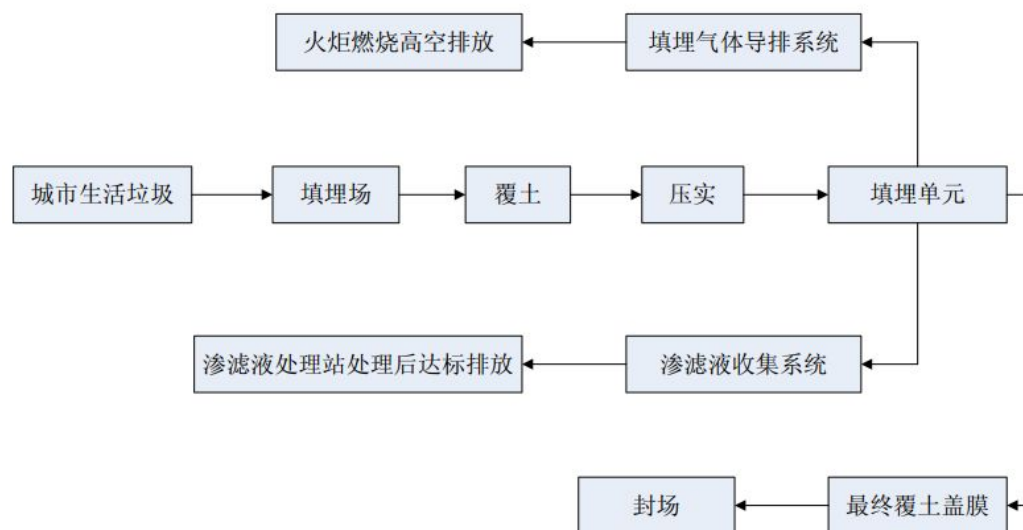 火炬燃烧高空排放
填埋气体导排系统
城市生活垃圾
填埋场
覆土
压实
填埋单元
渗滤液处理站处理后达标排放
渗滤液收集系统
封场
最终覆土盖膜